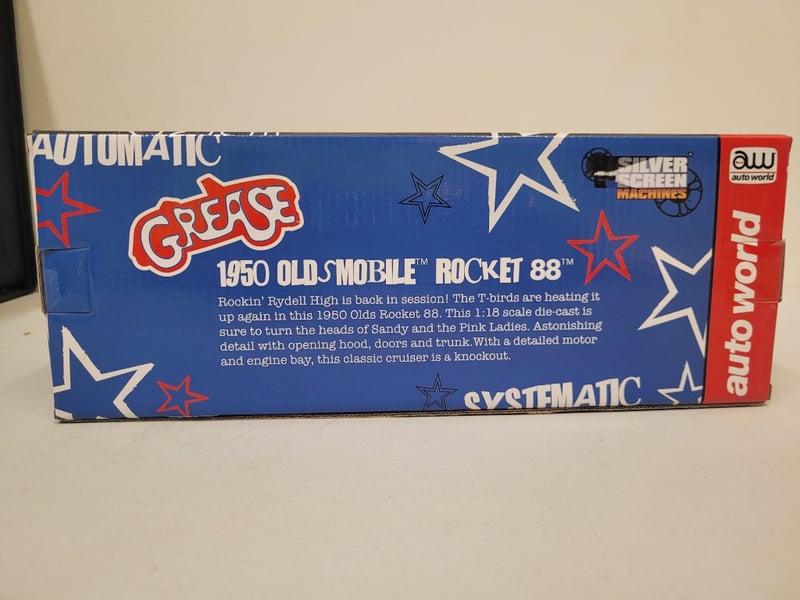 AUTOMATIC
GREASE
SILVER
SCREEN
MACHINES
aw
auto world
1950 OLDSMOBILE™ ROCKET 88™
Rockin' Rydell High is back in session! The T-birds are heating it
up again in this 1950 Olds Rocket 88. This 1:18 scale die-cast is
sure to turn the heads of Sandy and the Pink Ladies. Astonishing
detail with opening hood, doors and trunk.With a detailed motor
and engine bay, this classic cruiser is a knockout.
auto world
SYSTEMATIC